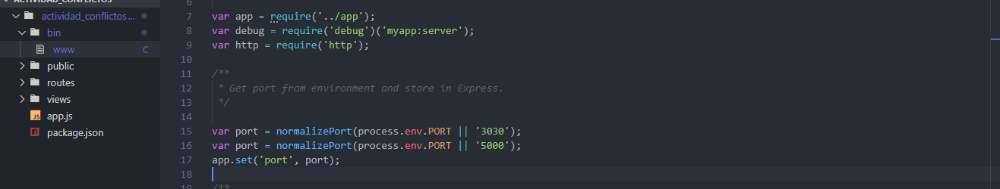 ACTIVIDAD_CONFLICTOS
actividad_conflictos ...
bin
www C
public
routes
views
JS app.js
package.json
6
7 var app = require('../app');
8 var debug = require('debug')('myapp:server');
9 var http = require('http');
10
11 /**
12 * Get port from environment and store in Express.
13 */
14
15 var port = normalizePort(process.env.PORT || '3030');
16 var port = normalizePort(process.env.PORT || '5000');
17 app.set('port', port);
18
19 /**